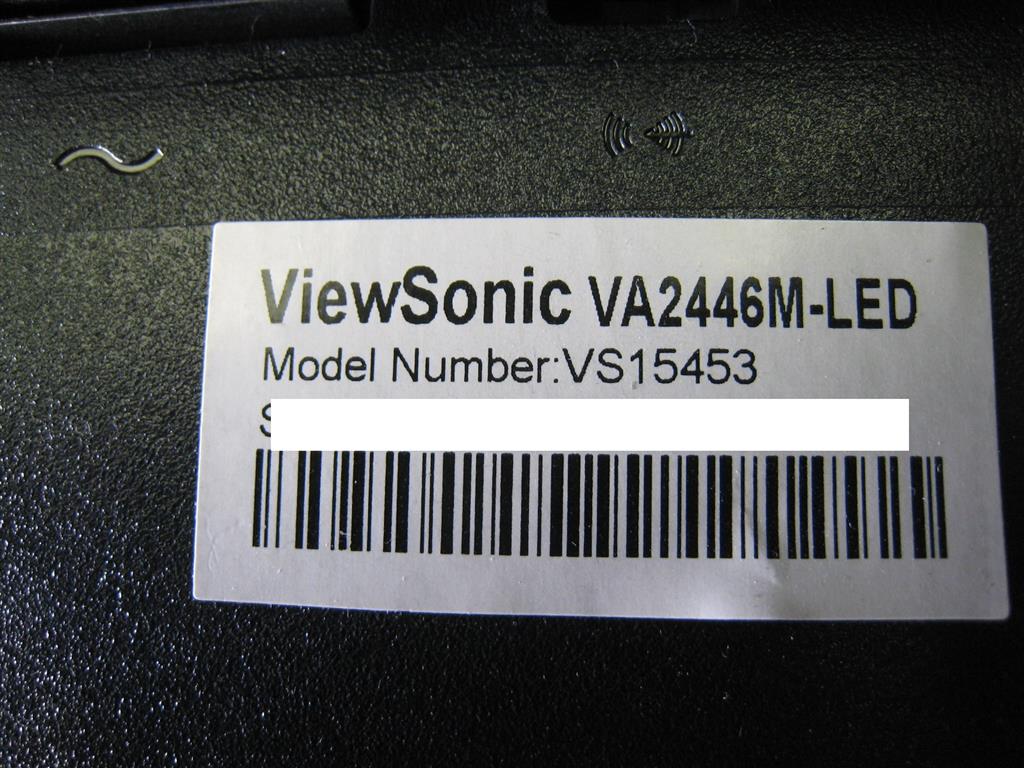 ViewSonic VA2446M-LED
Model Number:VS15453
S